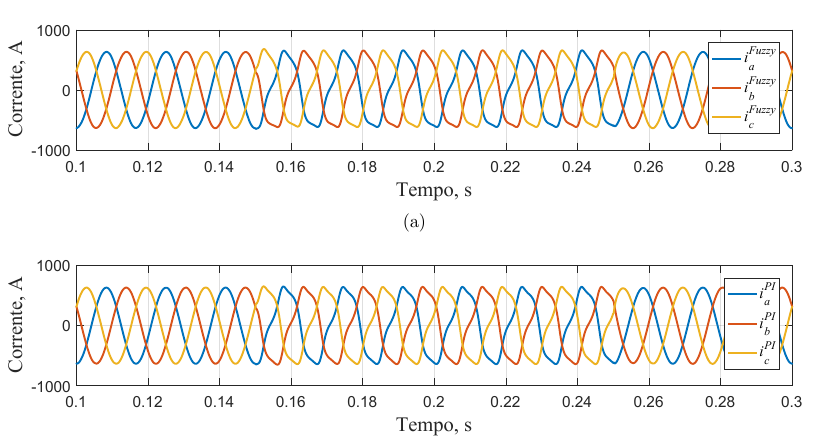 1000
0
-1000
Corrente, A
i_a^{Fuzzy}
i_b^{Fuzzy}
i_c^{Fuzzy}
0.1 0.12 0.14 0.16 0.18 0.2 0.22 0.24 0.26 0.28 0.3
Tempo, s
(a)
1000
0
-1000
Corrente, A
i_a^{PI}
i_b^{PI}
i_c^{PI}
0.1 0.12 0.14 0.16 0.18 0.2 0.22 0.24 0.26 0.28 0.3
Tempo, s